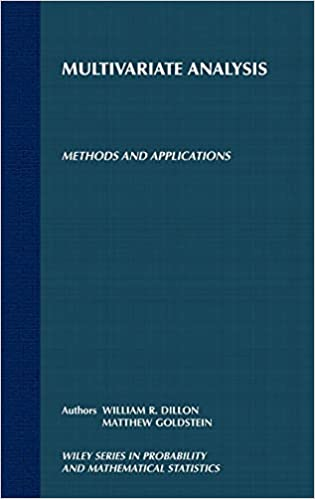 MULTIVARIATE ANALYSIS
METHODS AND APPLICATIONS
Authors WILLIAM R. DILLON
MATTHEW GOLDSTEIN
WILEY SERIES IN PROBABILITY
AND MATHEMATICAL STATISTICS